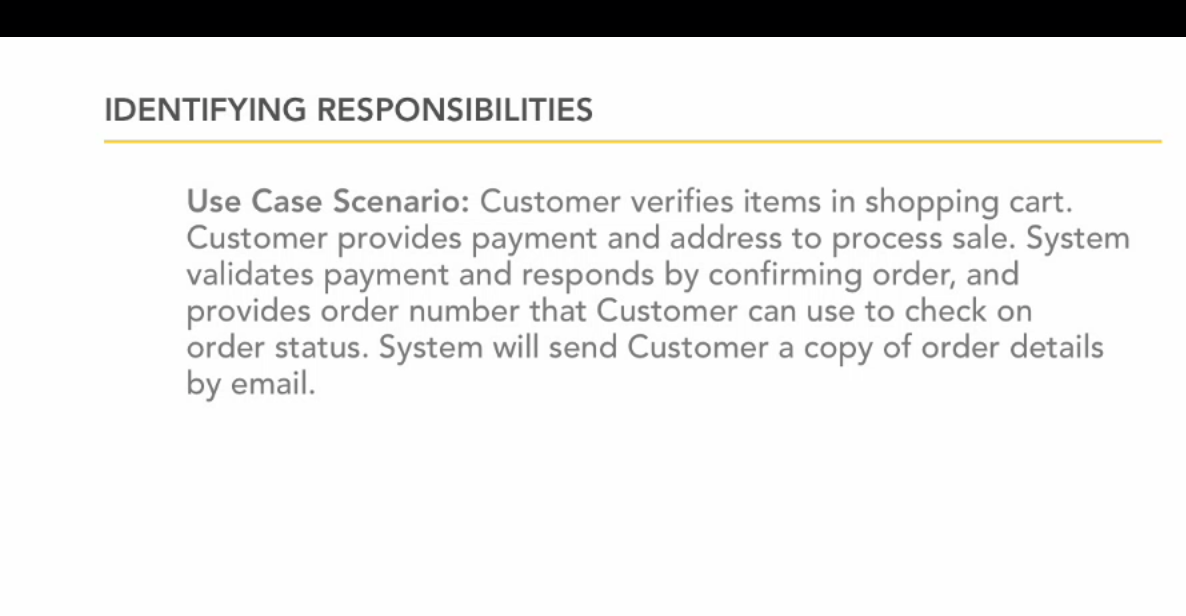 IDENTIFYING RESPONSIBILITIES
Use Case Scenario: Customer verifies items in shopping cart.
Customer provides payment and address to process sale. System
validates payment and responds by confirming order, and
provides order number that Customer can use to check on
order status. System will send Customer a copy of order details
by email.